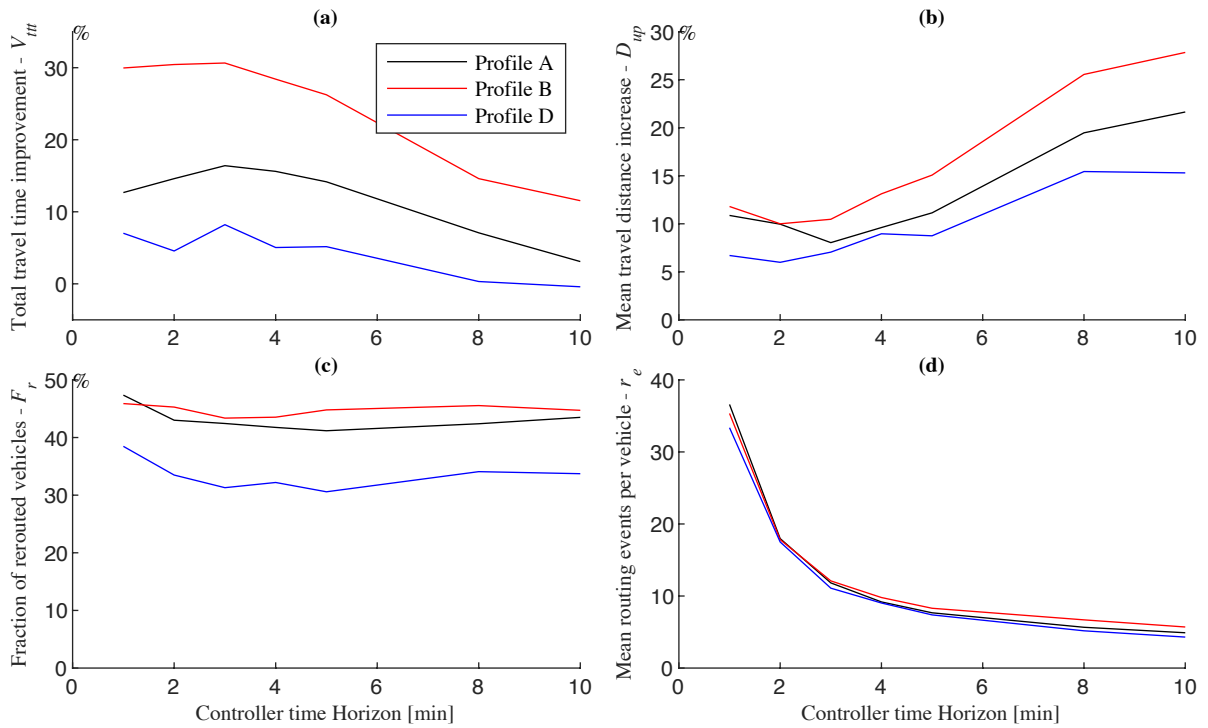 (a)
%
Total travel time improvement - V_ttt
30
20
10
0
0 2 4 6 8 10
Profile A
Profile B
Profile D
(b)
%
Mean travel distance increase - D_up
30
25
20
15
10
5
0
0 2 4 6 8 10
(c)
%
Fraction of rerouted vehicles - F_r
50
40
30
20
10
0
0 2 4 6 8 10
Controller time Horizon [min]
(d)
Mean routing events per vehicle - r_e
40
30
20
10
0
0 2 4 6 8 10
Controller time Horizon [min]